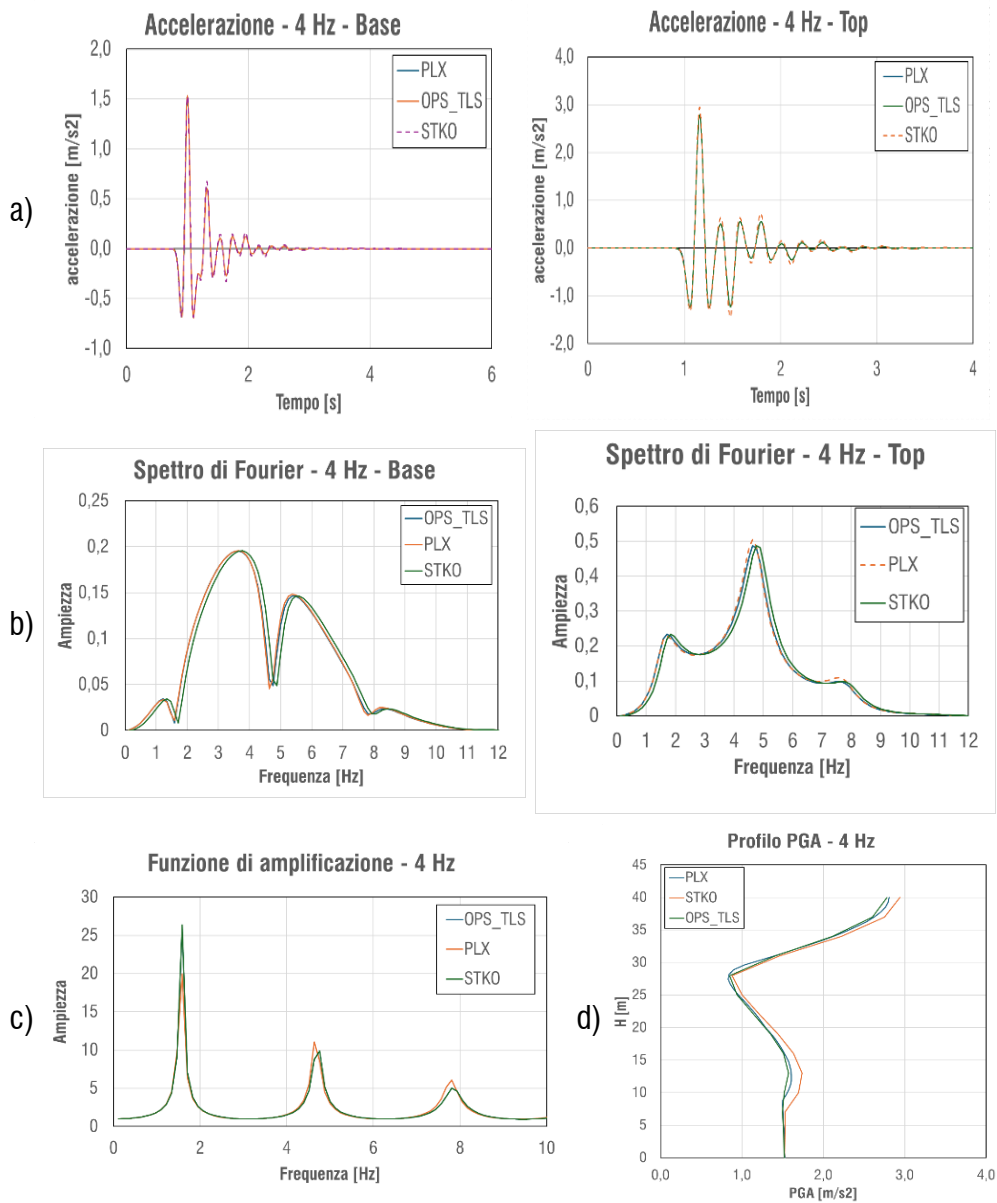 Accelerazione - 4 Hz - Base
2,0
1,5
1,0
0,5
0,0
-0,5
-1,0
accelerazione [m/s2]
PLX
OPS_TLS
STKO
0 2 4 6
Tempo [s]
Accelerazione - 4 Hz - Top
4,0
3,0
2,0
1,0
0,0
-1,0
-2,0
accelerazione [m/s2]
PLX
OPS_TLS
STKO
0 1 2 3 4
Tempo [s]
a)
Spettro di Fourier - 4 Hz - Base
0,25
0,2
0,15
0,1
0,05
0
Ampiezza
OPS_TLS
PLX
STKO
0 1 2 3 4 5 6 7 8 9 10 11 12
Frequenza [Hz]
Spettro di Fourier - 4 Hz - Top
0,6
0,5
0,4
0,3
0,2
0,1
0
Ampiezza
OPS_TLS
PLX
STKO
0 1 2 3 4 5 6 7 8 9 10 11 12
Frequenza [Hz]
b)
Funzione di amplificazione - 4 Hz
30
25
20
15
10
5
0
Ampiezza
OPS_TLS
PLX
STKO
0 2 4 6 8 10
Frequenza [Hz]
c)
Profilo PGA - 4 Hz
45
40
35
30
25
20
15
10
5
0
H [m]
PLX
STKO
OPS_TLS
0,0 1,0 2,0 3,0 4,0
PGA [m/s2]
d)